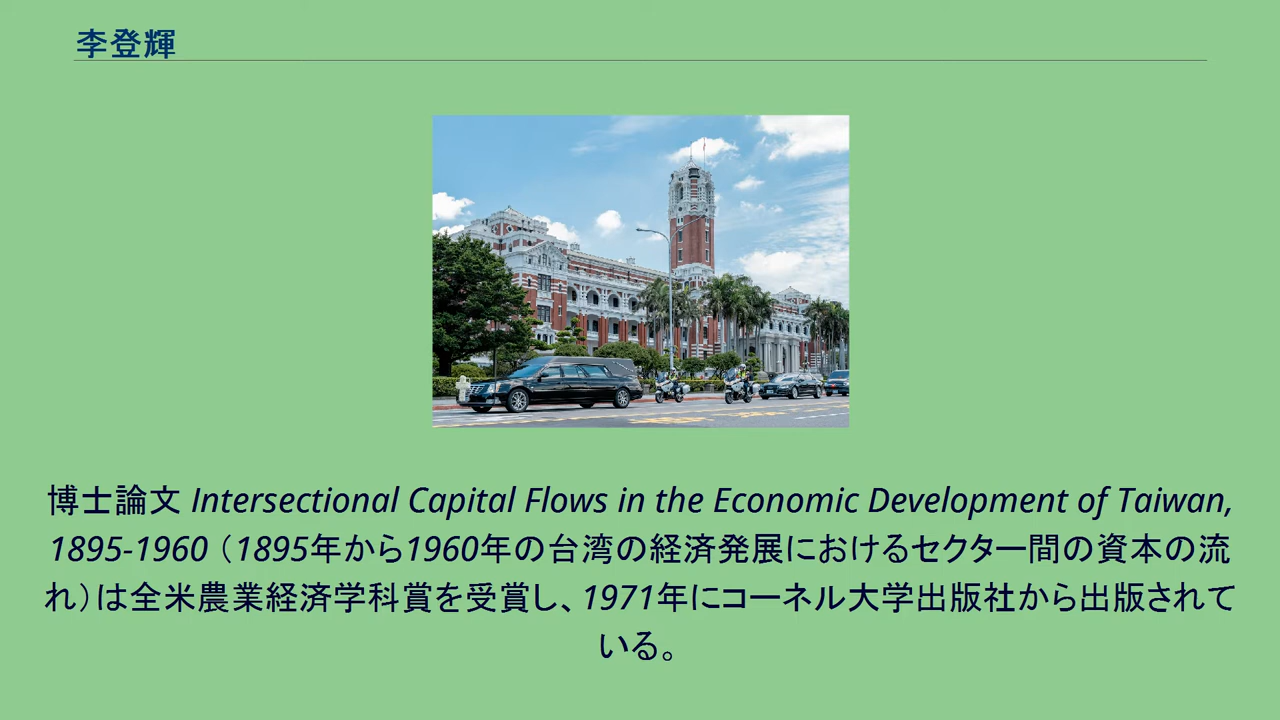 李登輝
博士論文 Intersectional Capital Flows in the Economic Development of Taiwan,
1895-1960（1895年から1960年の台湾の経済発展におけるセクター間の資本の流
れ）は全米農業経済学科賞を受賞し、1971年にコーネル大学出版社から出版されて
いる。